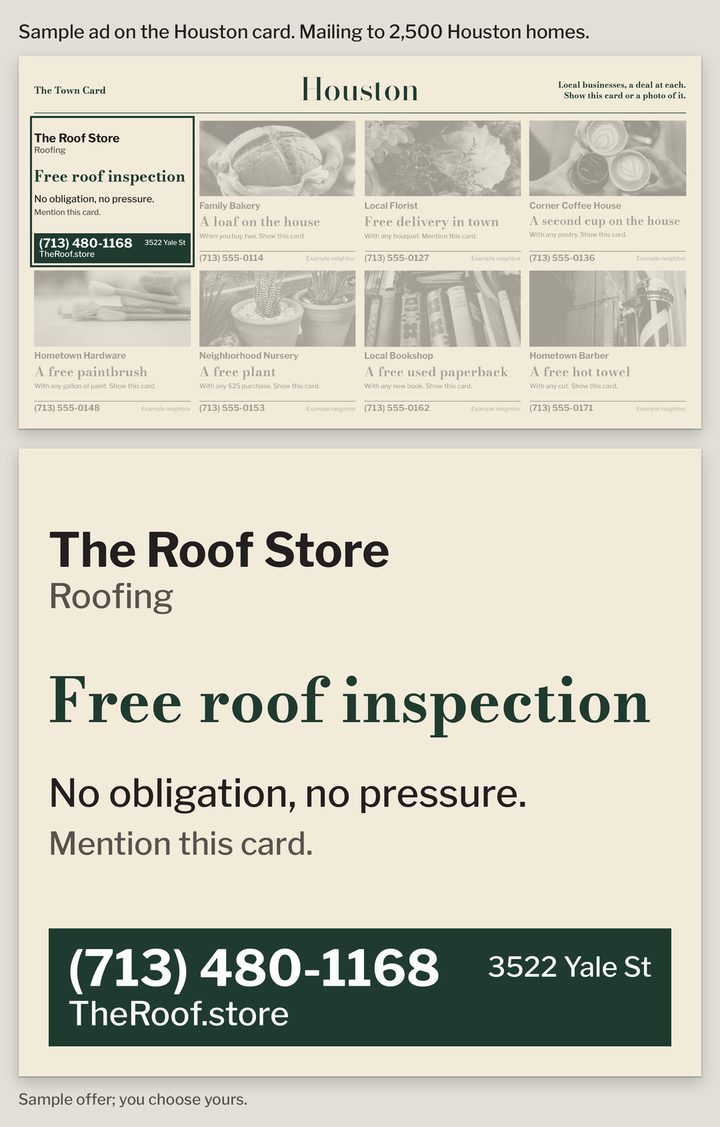 Sample ad on the Houston card. Mailing to 2,500 Houston homes.
The Town Card
Houston
Local businesses, a deal at each.
Show this card or a photo of it.
The Roof Store
Roofing
Free roof inspection
No obligation, no pressure.
Mention this card.
(713) 480-1168 3522 Yale St
TheRoof.store
Family Bakery
A loaf on the house
When you buy two. Show this card.
(713) 555-0114 Example neighbor
Local Florist
Free delivery in town
With any bouquet. Mention this card.
(713) 555-0127 Example neighbor
Corner Coffee House
A second cup on the house
With any pastry. Show this card.
(713) 555-0136 Example neighbor
Hometown Hardware
A free paintbrush
With any gallon of paint. Show this card.
(713) 555-0148 Example neighbor
Neighborhood Nursery
A free plant
With any $25 purchase. Show this card.
(713) 555-0153 Example neighbor
Local Bookshop
A free used paperback
With any new book. Show this card.
(713) 555-0162 Example neighbor
Hometown Barber
A free hot towel
With any cut. Show this card.
(713) 555-0171 Example neighbor
The Roof Store
Roofing
Free roof inspection
No obligation, no pressure.
Mention this card.
(713) 480-1168 3522 Yale St
TheRoof.store
Sample offer; you choose yours.